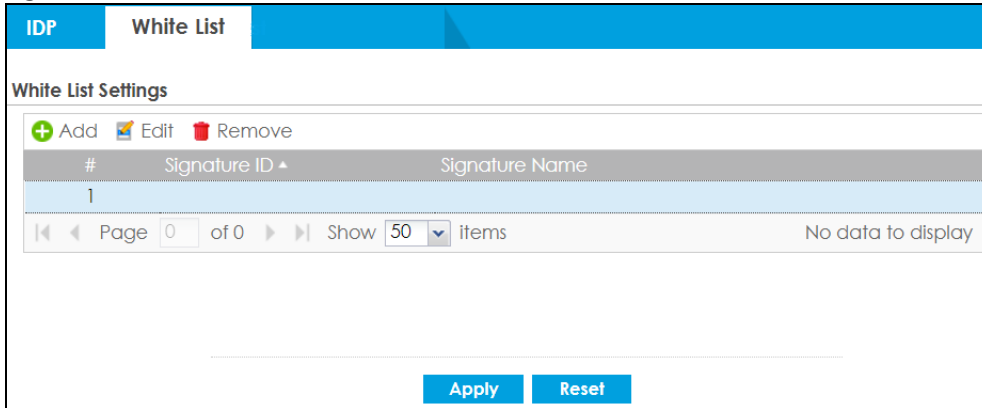 IDP White List
White List Settings
Add Edit Remove
# Signature ID Signature Name
1
Page 0 of 0 Show 50 items No data to display
Apply Reset